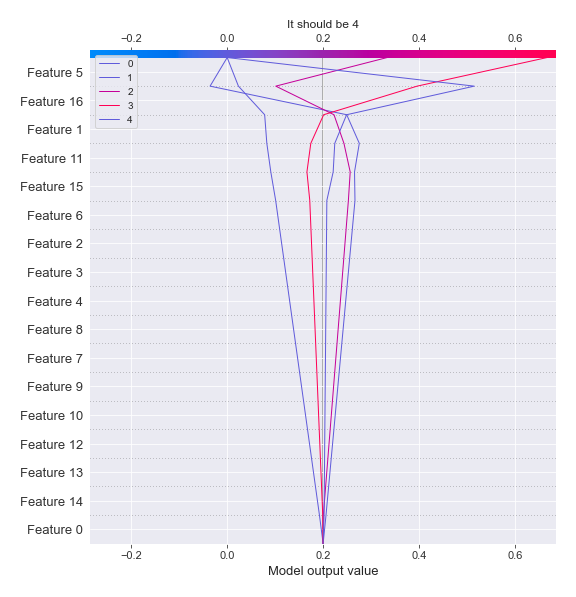 It should be 4
−0.2 0.0 0.2 0.4 0.6
0
1
2
3
4
Feature 5
Feature 16
Feature 1
Feature 11
Feature 15
Feature 6
Feature 2
Feature 3
Feature 4
Feature 8
Feature 7
Feature 9
Feature 10
Feature 12
Feature 13
Feature 14
Feature 0
−0.2 0.0 0.2 0.4 0.6
Model output value